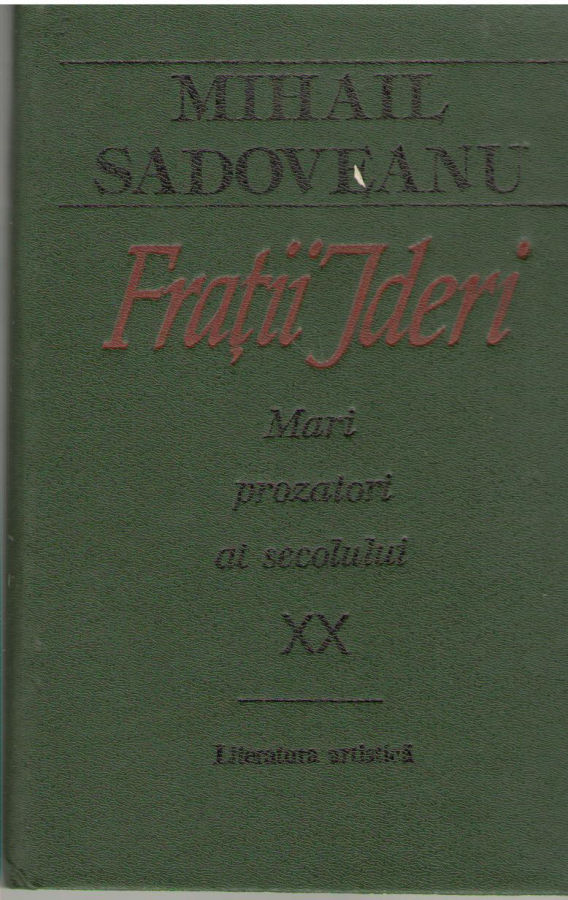 MIHAIL
SADOVEANU
Frații Jderi
Mari
prozatori
ai secolului
XX
Literatura artistică